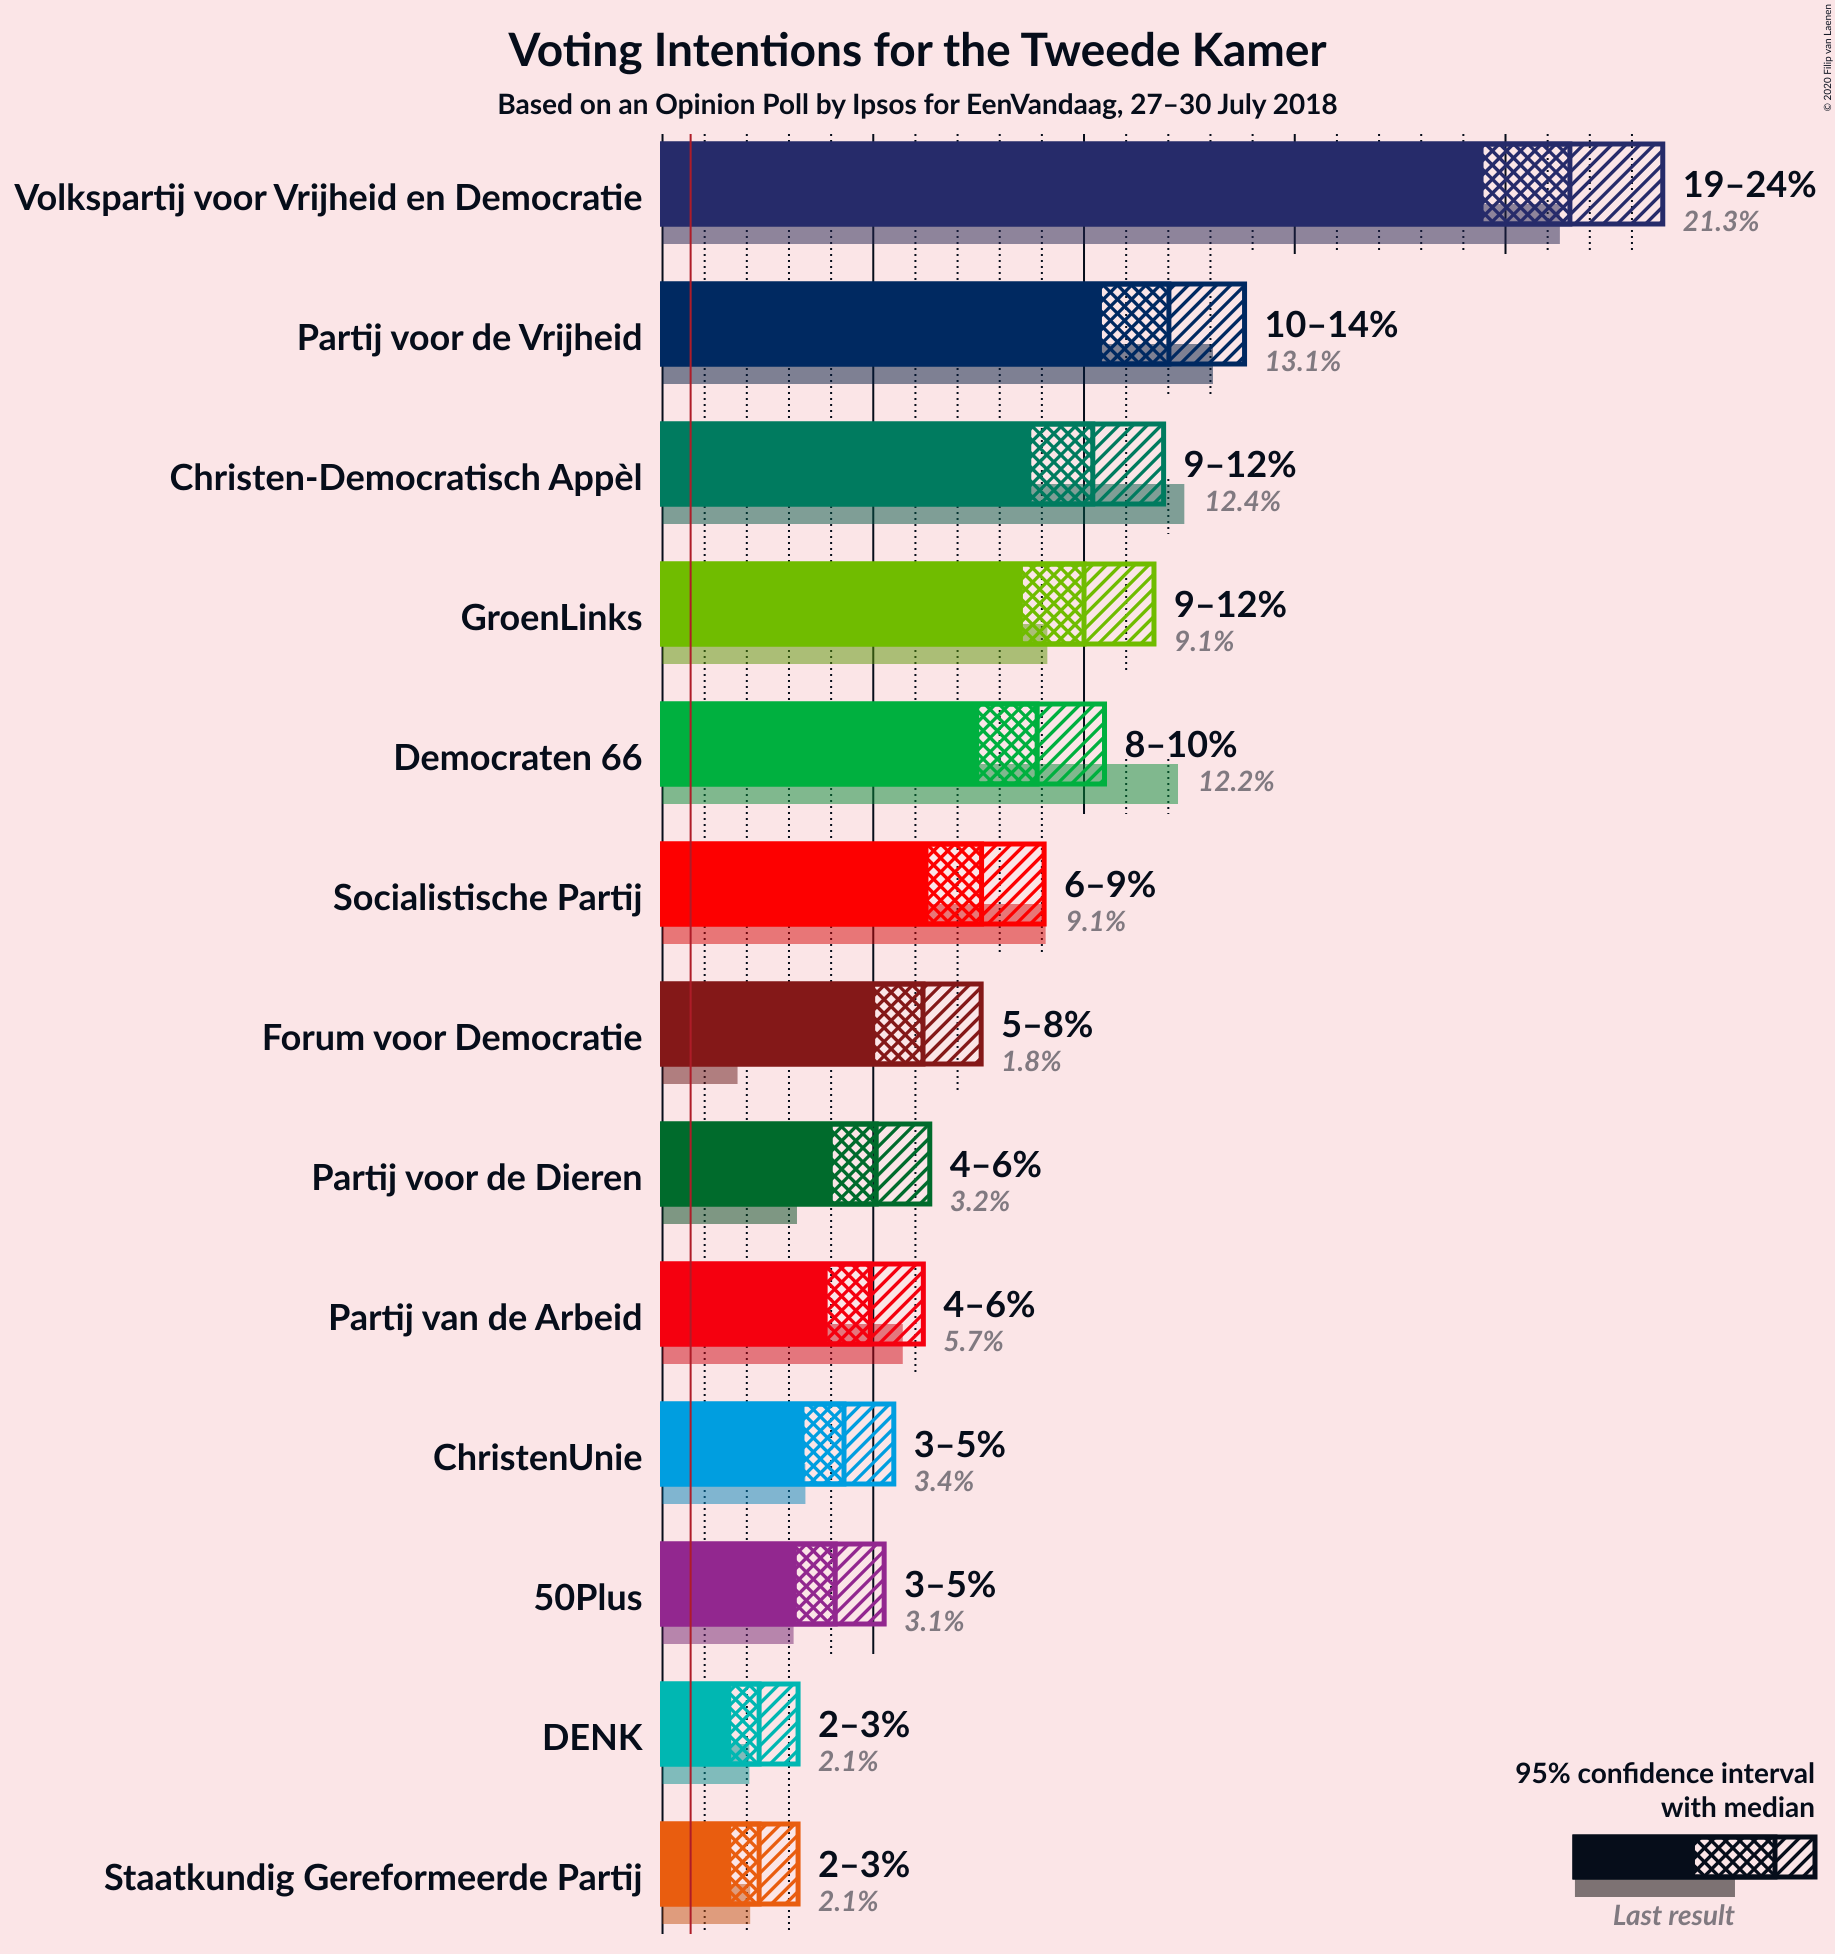 Voting Intentions for the Tweede Kamer
Based on an Opinion Poll by Ipsos for EenVandaag, 27–30 July 2018
© 2020 Filip van Laenen
Volkspartij voor Vrijheid en Democratie
19–24%
21.3%
Partij voor de Vrijheid
10–14%
13.1%
Christen-Democratisch Appèl
9–12%
12.4%
GroenLinks
9–12%
9.1%
Democraten 66
8–10%
12.2%
Socialistische Partij
6–9%
9.1%
Forum voor Democratie
5–8%
1.8%
Partij voor de Dieren
4–6%
3.2%
Partij van de Arbeid
4–6%
5.7%
ChristenUnie
3–5%
3.4%
50Plus
3–5%
3.1%
DENK
2–3%
2.1%
Staatkundig Gereformeerde Partij
2–3%
2.1%
95% confidence interval
with median
Last result